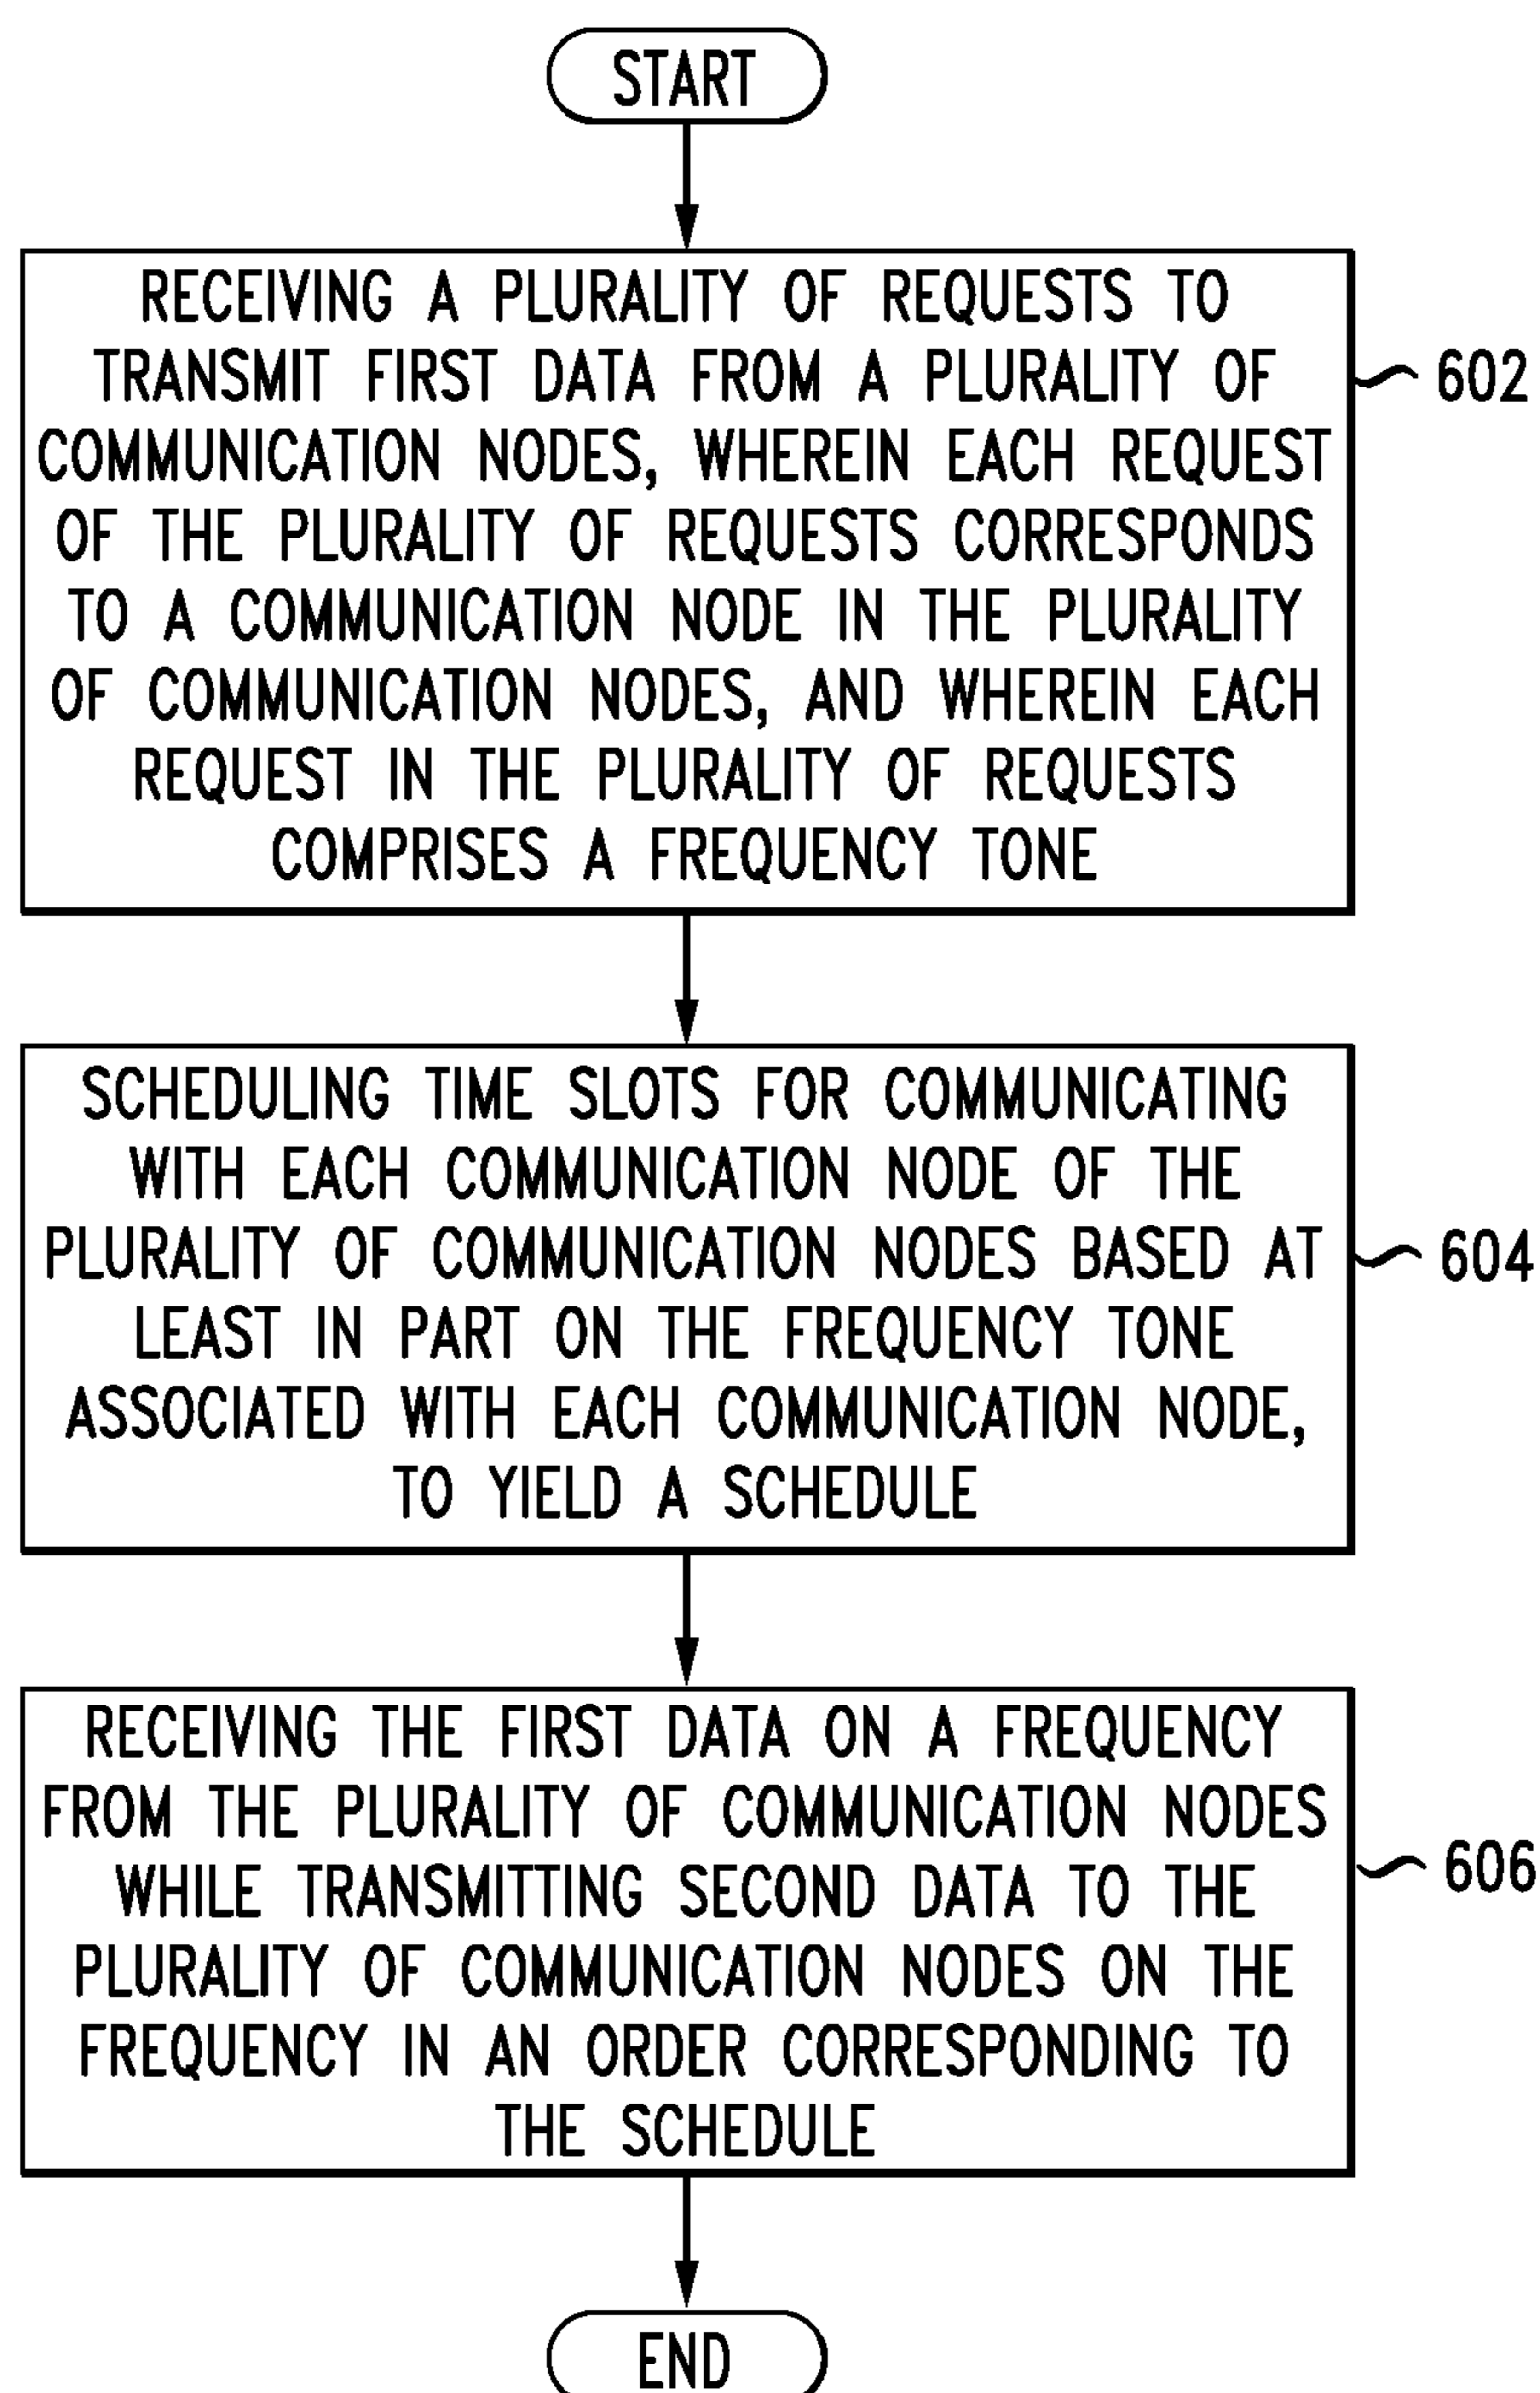 START
RECEIVING A PLURALITY OF REQUESTS TO
TRANSMIT FIRST DATA FROM A PLURALITY OF
COMMUNICATION NODES, WHEREIN EACH REQUEST
OF THE PLURALITY OF REQUESTS CORRESPONDS
TO A COMMUNICATION NODE IN THE PLURALITY
OF COMMUNICATION NODES, AND WHEREIN EACH
REQUEST IN THE PLURALITY OF REQUESTS
COMPRISES A FREQUENCY TONE
602
SCHEDULING TIME SLOTS FOR COMMUNICATING
WITH EACH COMMUNICATION NODE OF THE
PLURALITY OF COMMUNICATION NODES BASED AT
LEAST IN PART ON THE FREQUENCY TONE
ASSOCIATED WITH EACH COMMUNICATION NODE,
TO YIELD A SCHEDULE
604
RECEIVING THE FIRST DATA ON A FREQUENCY
FROM THE PLURALITY OF COMMUNICATION NODES
WHILE TRANSMITTING SECOND DATA TO THE
PLURALITY OF COMMUNICATION NODES ON THE
FREQUENCY IN AN ORDER CORRESPONDING TO
THE SCHEDULE
606
END